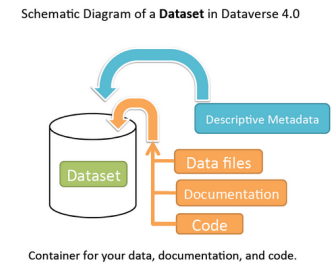 Schematic Diagram of a Dataset in Dataverse 4.0
Descriptive Metadata
Dataset
Data files
Documentation
Code
Container for your data, documentation, and code.